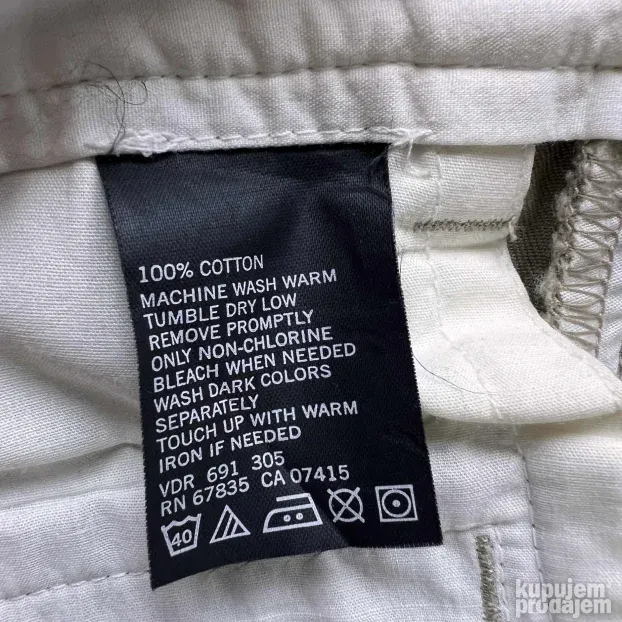 100% COTTON
MACHINE WASH WARM
TUMBLE DRY LOW
REMOVE PROMPTLY
ONLY NON-CHLORINE
BLEACH WHEN NEEDED
WASH DARK COLORS
SEPARATELY
TOUCH UP WITH WARM
IRON IF NEEDED
VDR 691 305
RN 67835 CA 07415
40
kupujem
prodajem